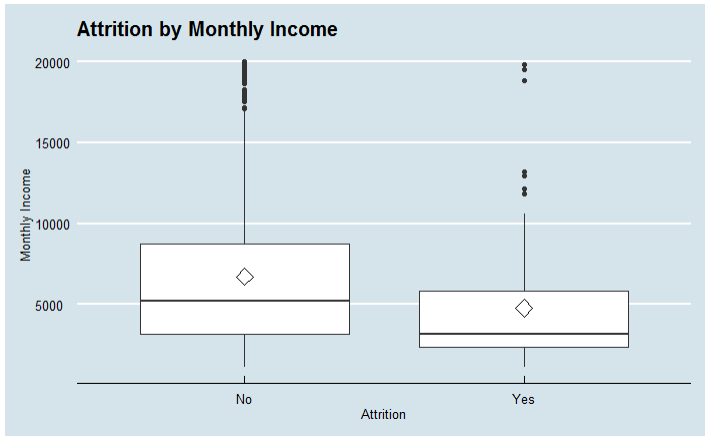 Attrition by Monthly Income
20000
15000
10000
5000
Monthly Income
No
Yes
Attrition